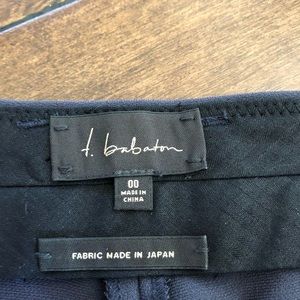 t. babaton
00
MADE IN
CHINA
FABRIC MADE IN JAPAN